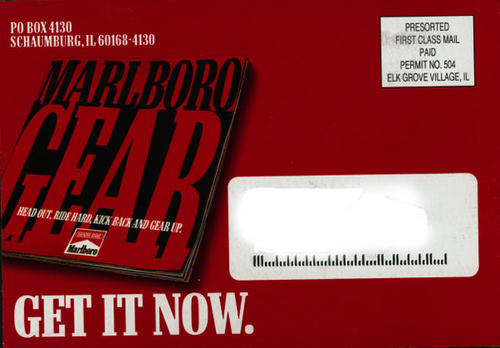 PO BOX 4130
SCHAUMBURG, IL 60168-4130
PRESORTED
FIRST CLASS MAIL
PAID
PERMIT NO. 504
ELK GROVE VILLAGE, IL
MARLBORO
GEAR
HEAD OUT, RIDE HARD, KICK BACK AND GEAR UP.
Marlboro
GET IT NOW.